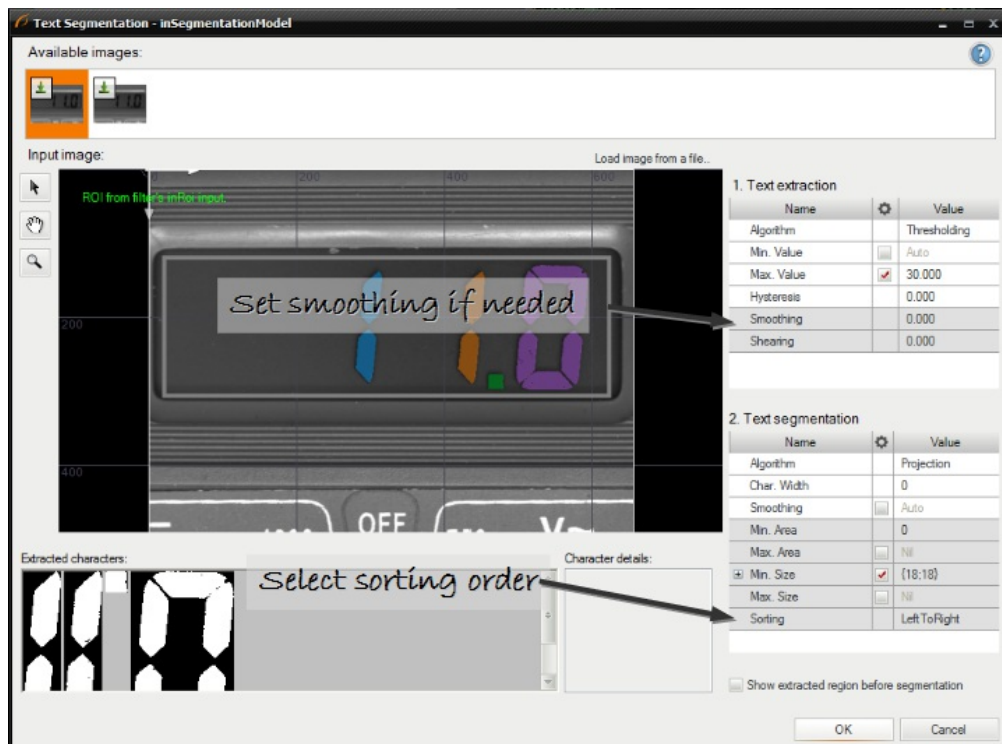 Text Segmentation - inSegmentationModel
Available images:
Input image:
Load image from a file...
ROI from filter's inRoi input.
0 200 400 600
200
400
11.0
Set smoothing if needed
OFF
V~
1. Text extraction
Name Value
Algorithm Thresholding
Min. Value Auto
Max. Value 30.000
Hysteresis 0.000
Smoothing 0.000
Shearing 0.000
2. Text segmentation
Name Value
Algorithm Projection
Char. Width 0
Smoothing Auto
Min. Area 0
Max. Area Nil
Min. Size {18;18}
Max. Size Nil
Sorting LeftToRight
Extracted characters:
Character details:
Select sorting order
Show extracted region before segmentation
OK Cancel